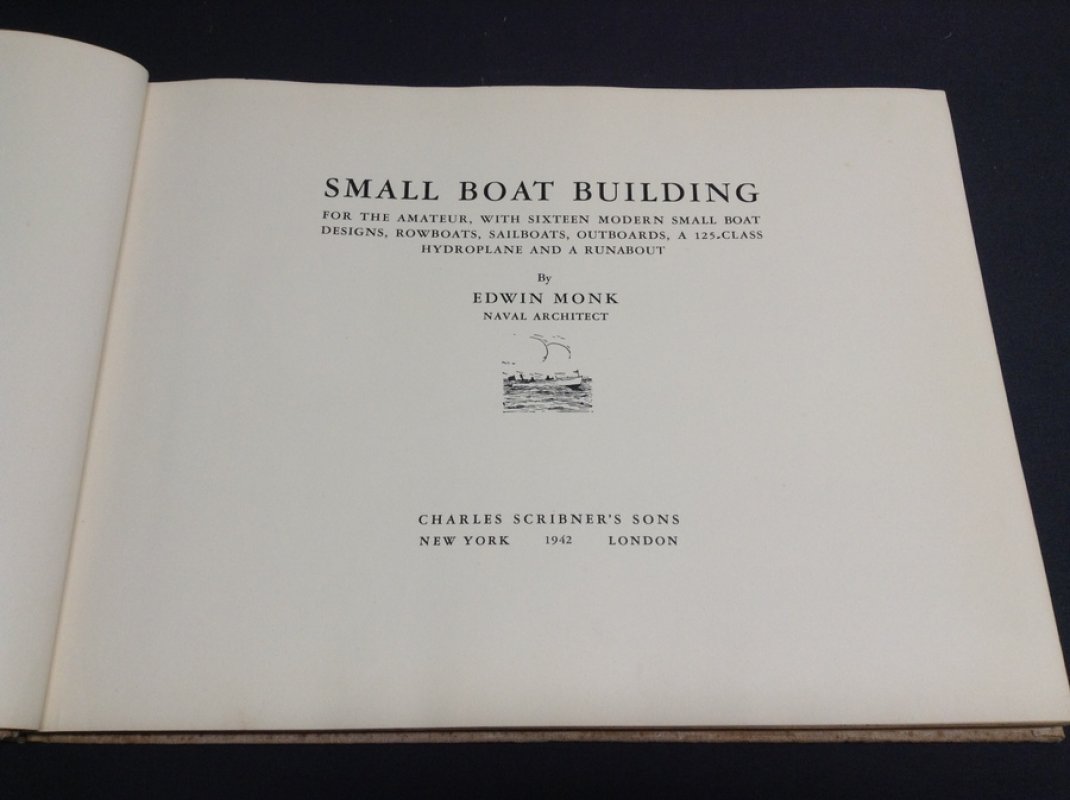 SMALL BOAT BUILDING
FOR THE AMATEUR, WITH SIXTEEN MODERN SMALL BOAT
DESIGNS, ROWBOATS, SAILBOATS, OUTBOARDS, A 125-CLASS
HYDROPLANE AND A RUNABOUT
By
EDWIN MONK
NAVAL ARCHITECT
CHARLES SCRIBNER'S SONS
NEW YORK 1942 LONDON